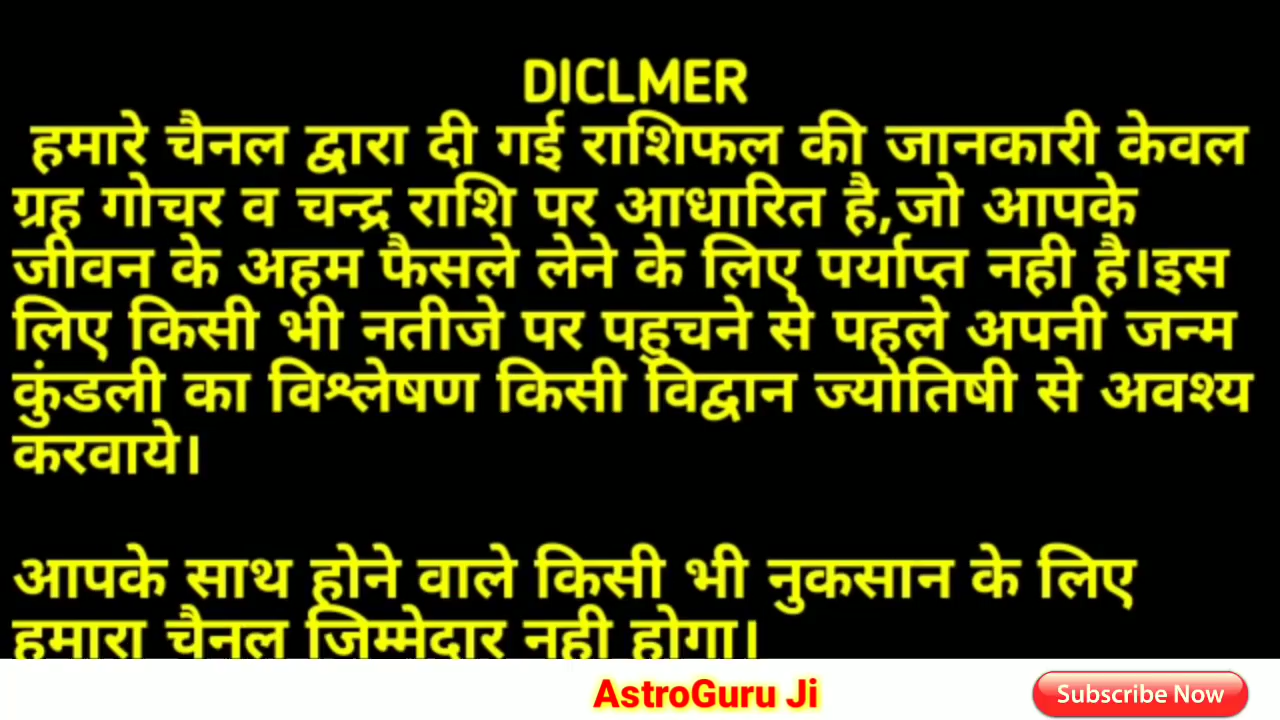 DICLMER
हमारे चैनल द्वारा दी गई राशिफल की जानकारी केवल
ग्रह गोचर व चन्द्र राशि पर आधारित है,जो आपके
जीवन के अहम फैसले लेने के लिए पर्याप्त नही है।इस
लिए किसी भी नतीजे पर पहुचने से पहले अपनी जन्म
कुंडली का विश्लेषण किसी विद्वान ज्योतिषी से अवश्य
करवाये।
आपके साथ होने वाले किसी भी नुकसान के लिए
हमारा चैनल जिम्मेदार नही होगा।
AstroGuru Ji
Subscribe Now